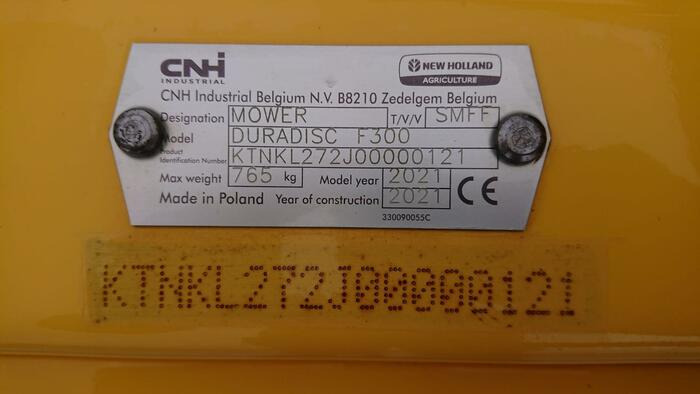 CNH
INDUSTRIAL
NEW HOLLAND
AGRICULTURE
CNH Industrial Belgium N.V. B8210 Zedelgem Belgium
Designation MOWER T/V/V SMFF
Model DURADISC F300
Product
Identification Number KTNKL272J00000121
Max weight 765 kg Model year 2021
Made in Poland Year of construction 2021 CE
330090055C
KTNKL272J00000121